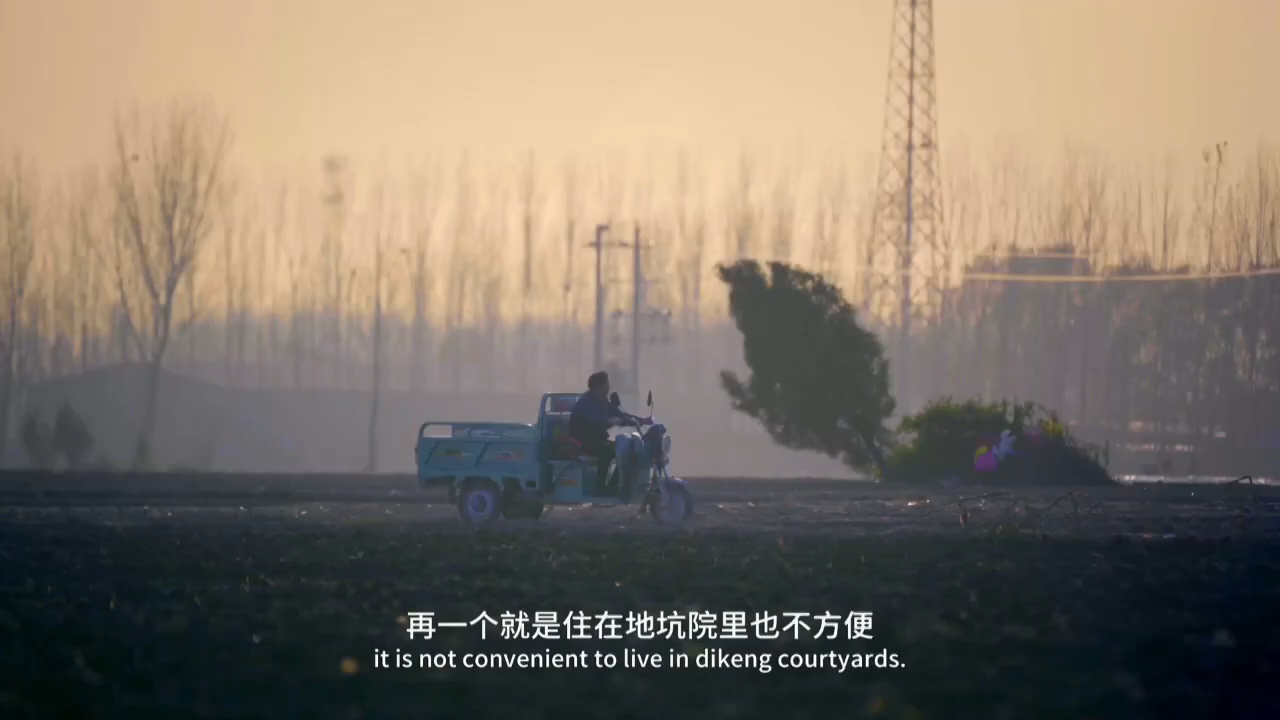 再一个就是住在地坑院里也不方便
it is not convenient to live in dikeng courtyards.